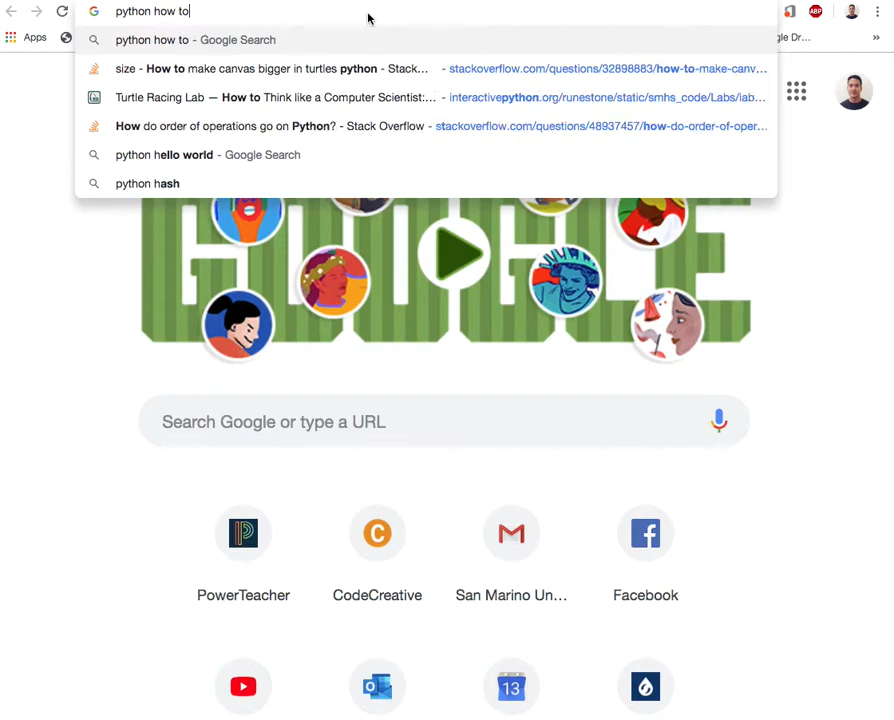 python how to
ABP
Apps
gle Dr...
»
python how to - Google Search
size - How to make canvas bigger in turtles python - Stack... - stackoverflow.com/questions/32898883/how-to-make-canv...
Turtle Racing Lab — How to Think like a Computer Scientist:... - interactivepython.org/runestone/static/smhs_code/Labs/lab...
How do order of operations go on Python? - Stack Overflow - stackoverflow.com/questions/48937457/how-do-order-of-oper...
python hello world - Google Search
python hash
GOOGLE
Search Google or type a URL
PowerTeacher
CodeCreative
San Marino Un...
Facebook
13